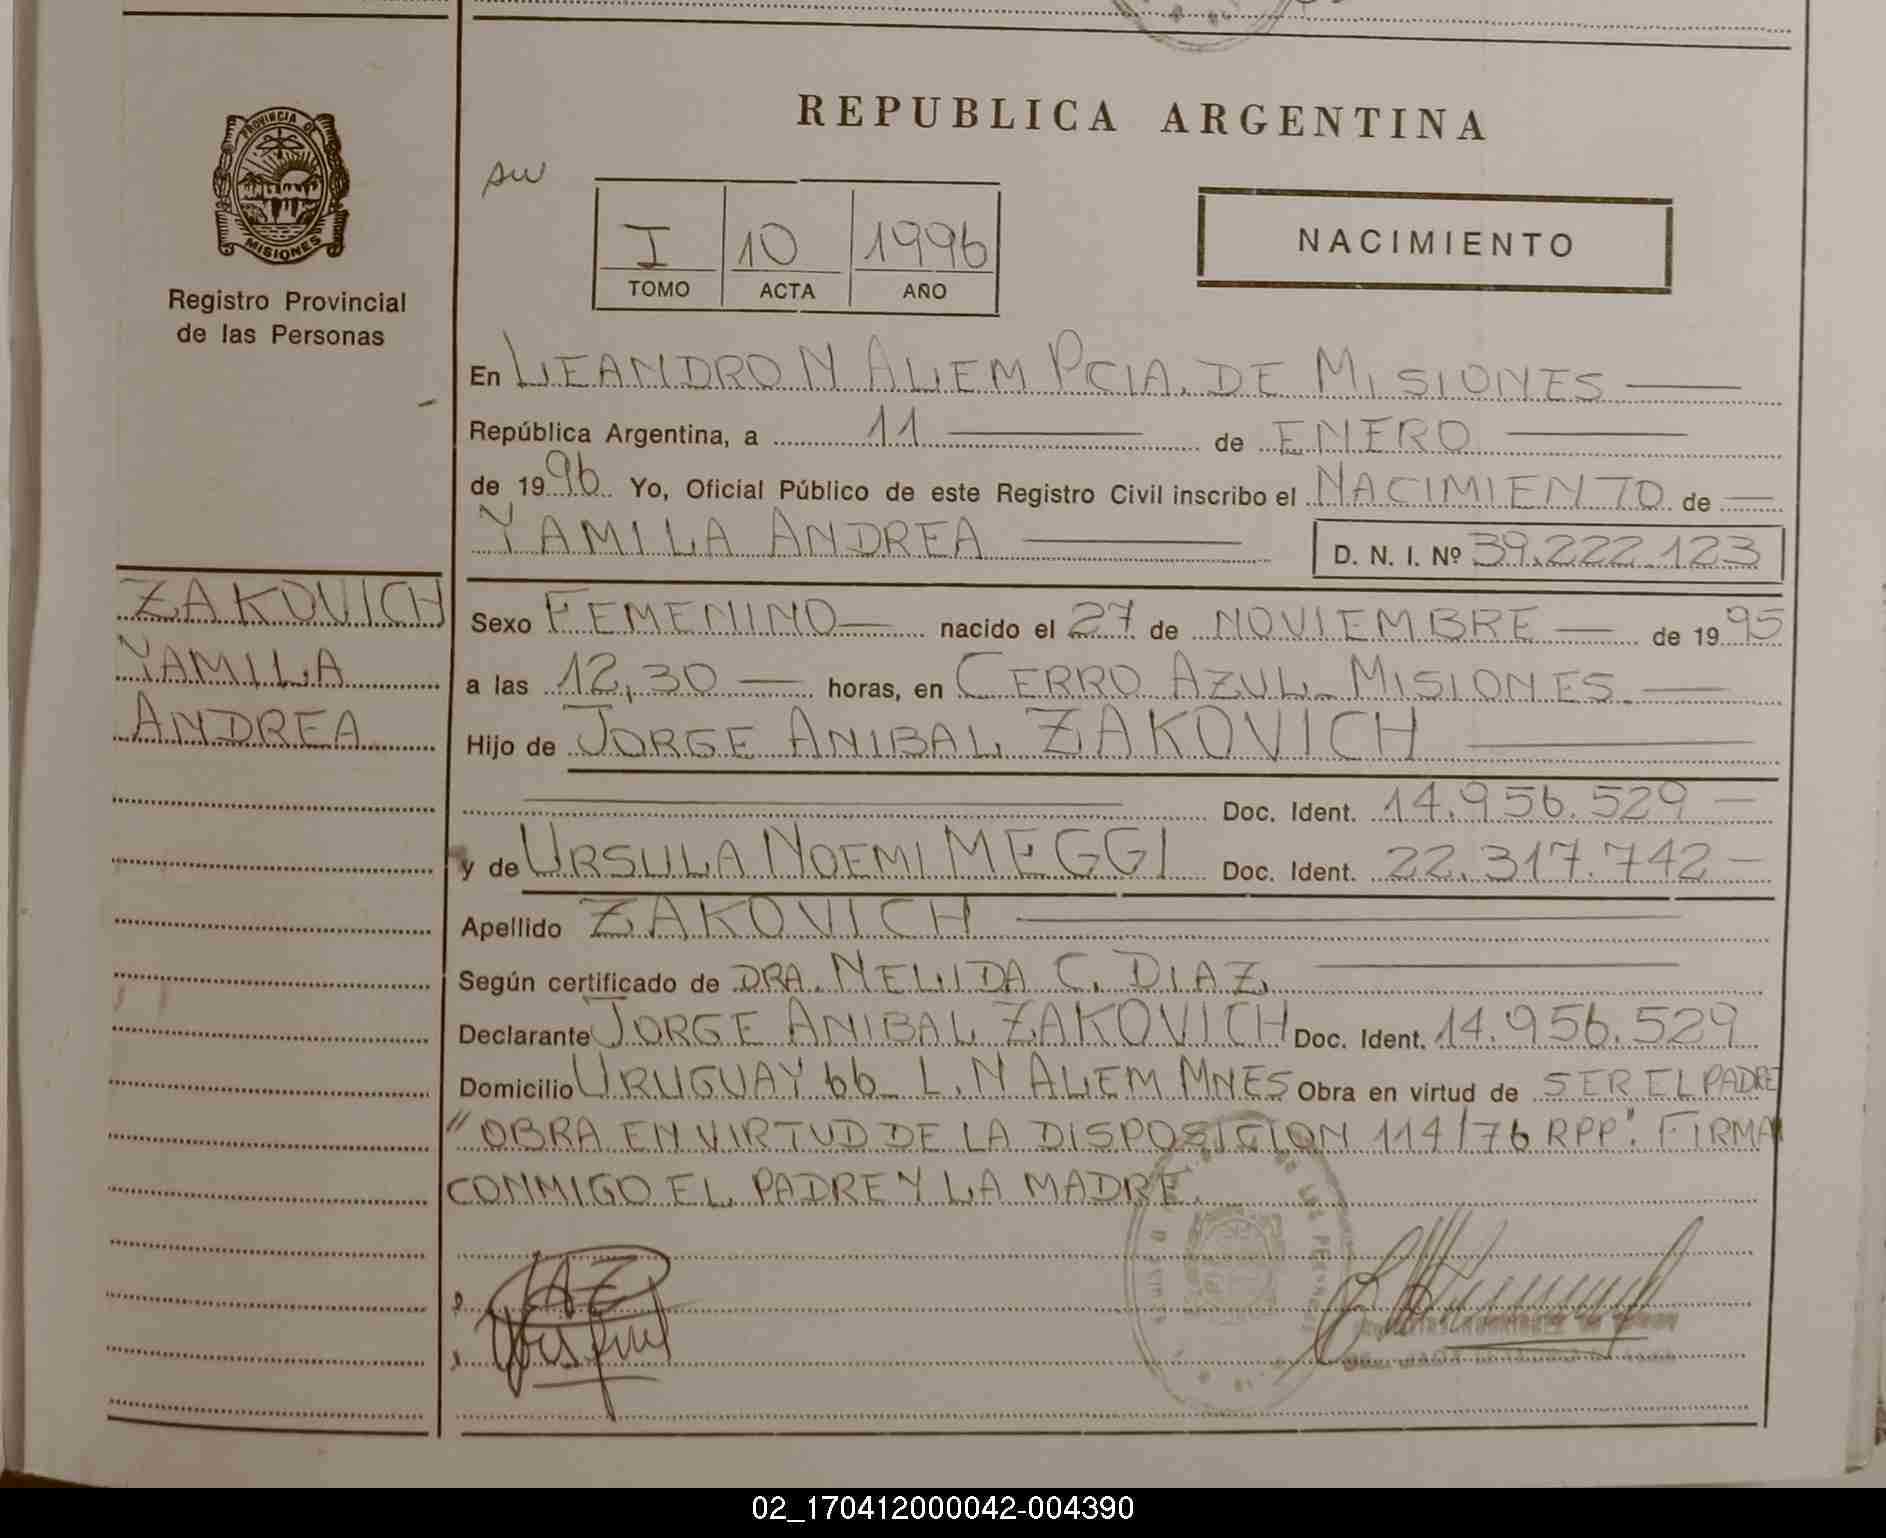 REPUBLICA ARGENTINA
PROVINCIA DE
MISIONES
Registro Provincial
de las Personas
I 10 1996
TOMO ACTA AÑO
NACIMIENTO
En LEANDRO N ALEM PCIA. DE MISIONES
República Argentina, a 11 de ENERO
de 1996 Yo, Oficial Público de este Registro Civil inscribo el NACIMIENTO de
YAMILA ANDREA D. N. I. Nº 39.222.123
ZAKOVICH
YAMILA
ANDREA
Sexo FEMENINO nacido el 27 de NOVIEMBRE de 1995
a las 12,30 horas, en CERRO AZUL - MISIONES.
Hijo de JORGE ANIBAL ZAKOVICH
Doc. Ident. 14.956.529
y de URSULA NOEMI MEGGI Doc. Ident. 22.317.742
Apellido ZAKOVICH
Según certificado de DRA. NELIDA C. DIAZ.
Declarante JORGE ANIBAL ZAKOVICH Doc. Ident. 14.956.529
Domicilio URUGUAY 66 - L. N ALEM MNES Obra en virtud de SER EL PADRE
"OBRA EN VIRTUD DE LA DISPOSICION 114/76 RPP". FIRMA
CONMIGO EL PADRE Y LA MADRE.
02_170412000042-004390